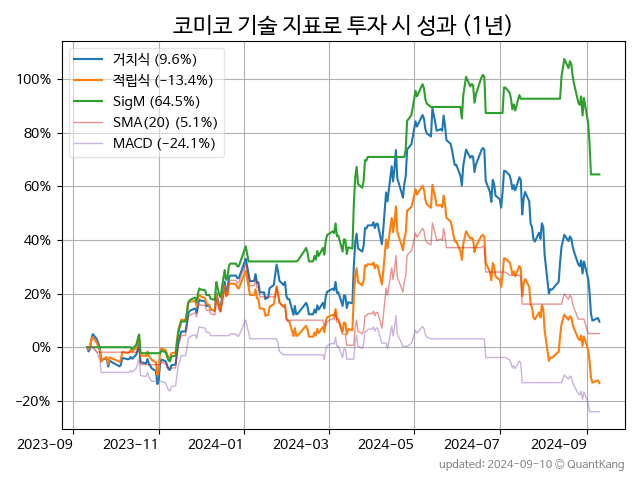 코미코 기술 지표로 투자 시 성과 (1년)
거치식 (9.6%)
적립식 (−13.4%)
SigM (64.5%)
SMA(20) (5.1%)
MACD (−24.1%)
100%
80%
60%
40%
20%
0%
−20%
2023-09 2023-11 2024-01 2024-03 2024-05 2024-07 2024-09
updated: 2024-09-10 ⓒ QuantKang